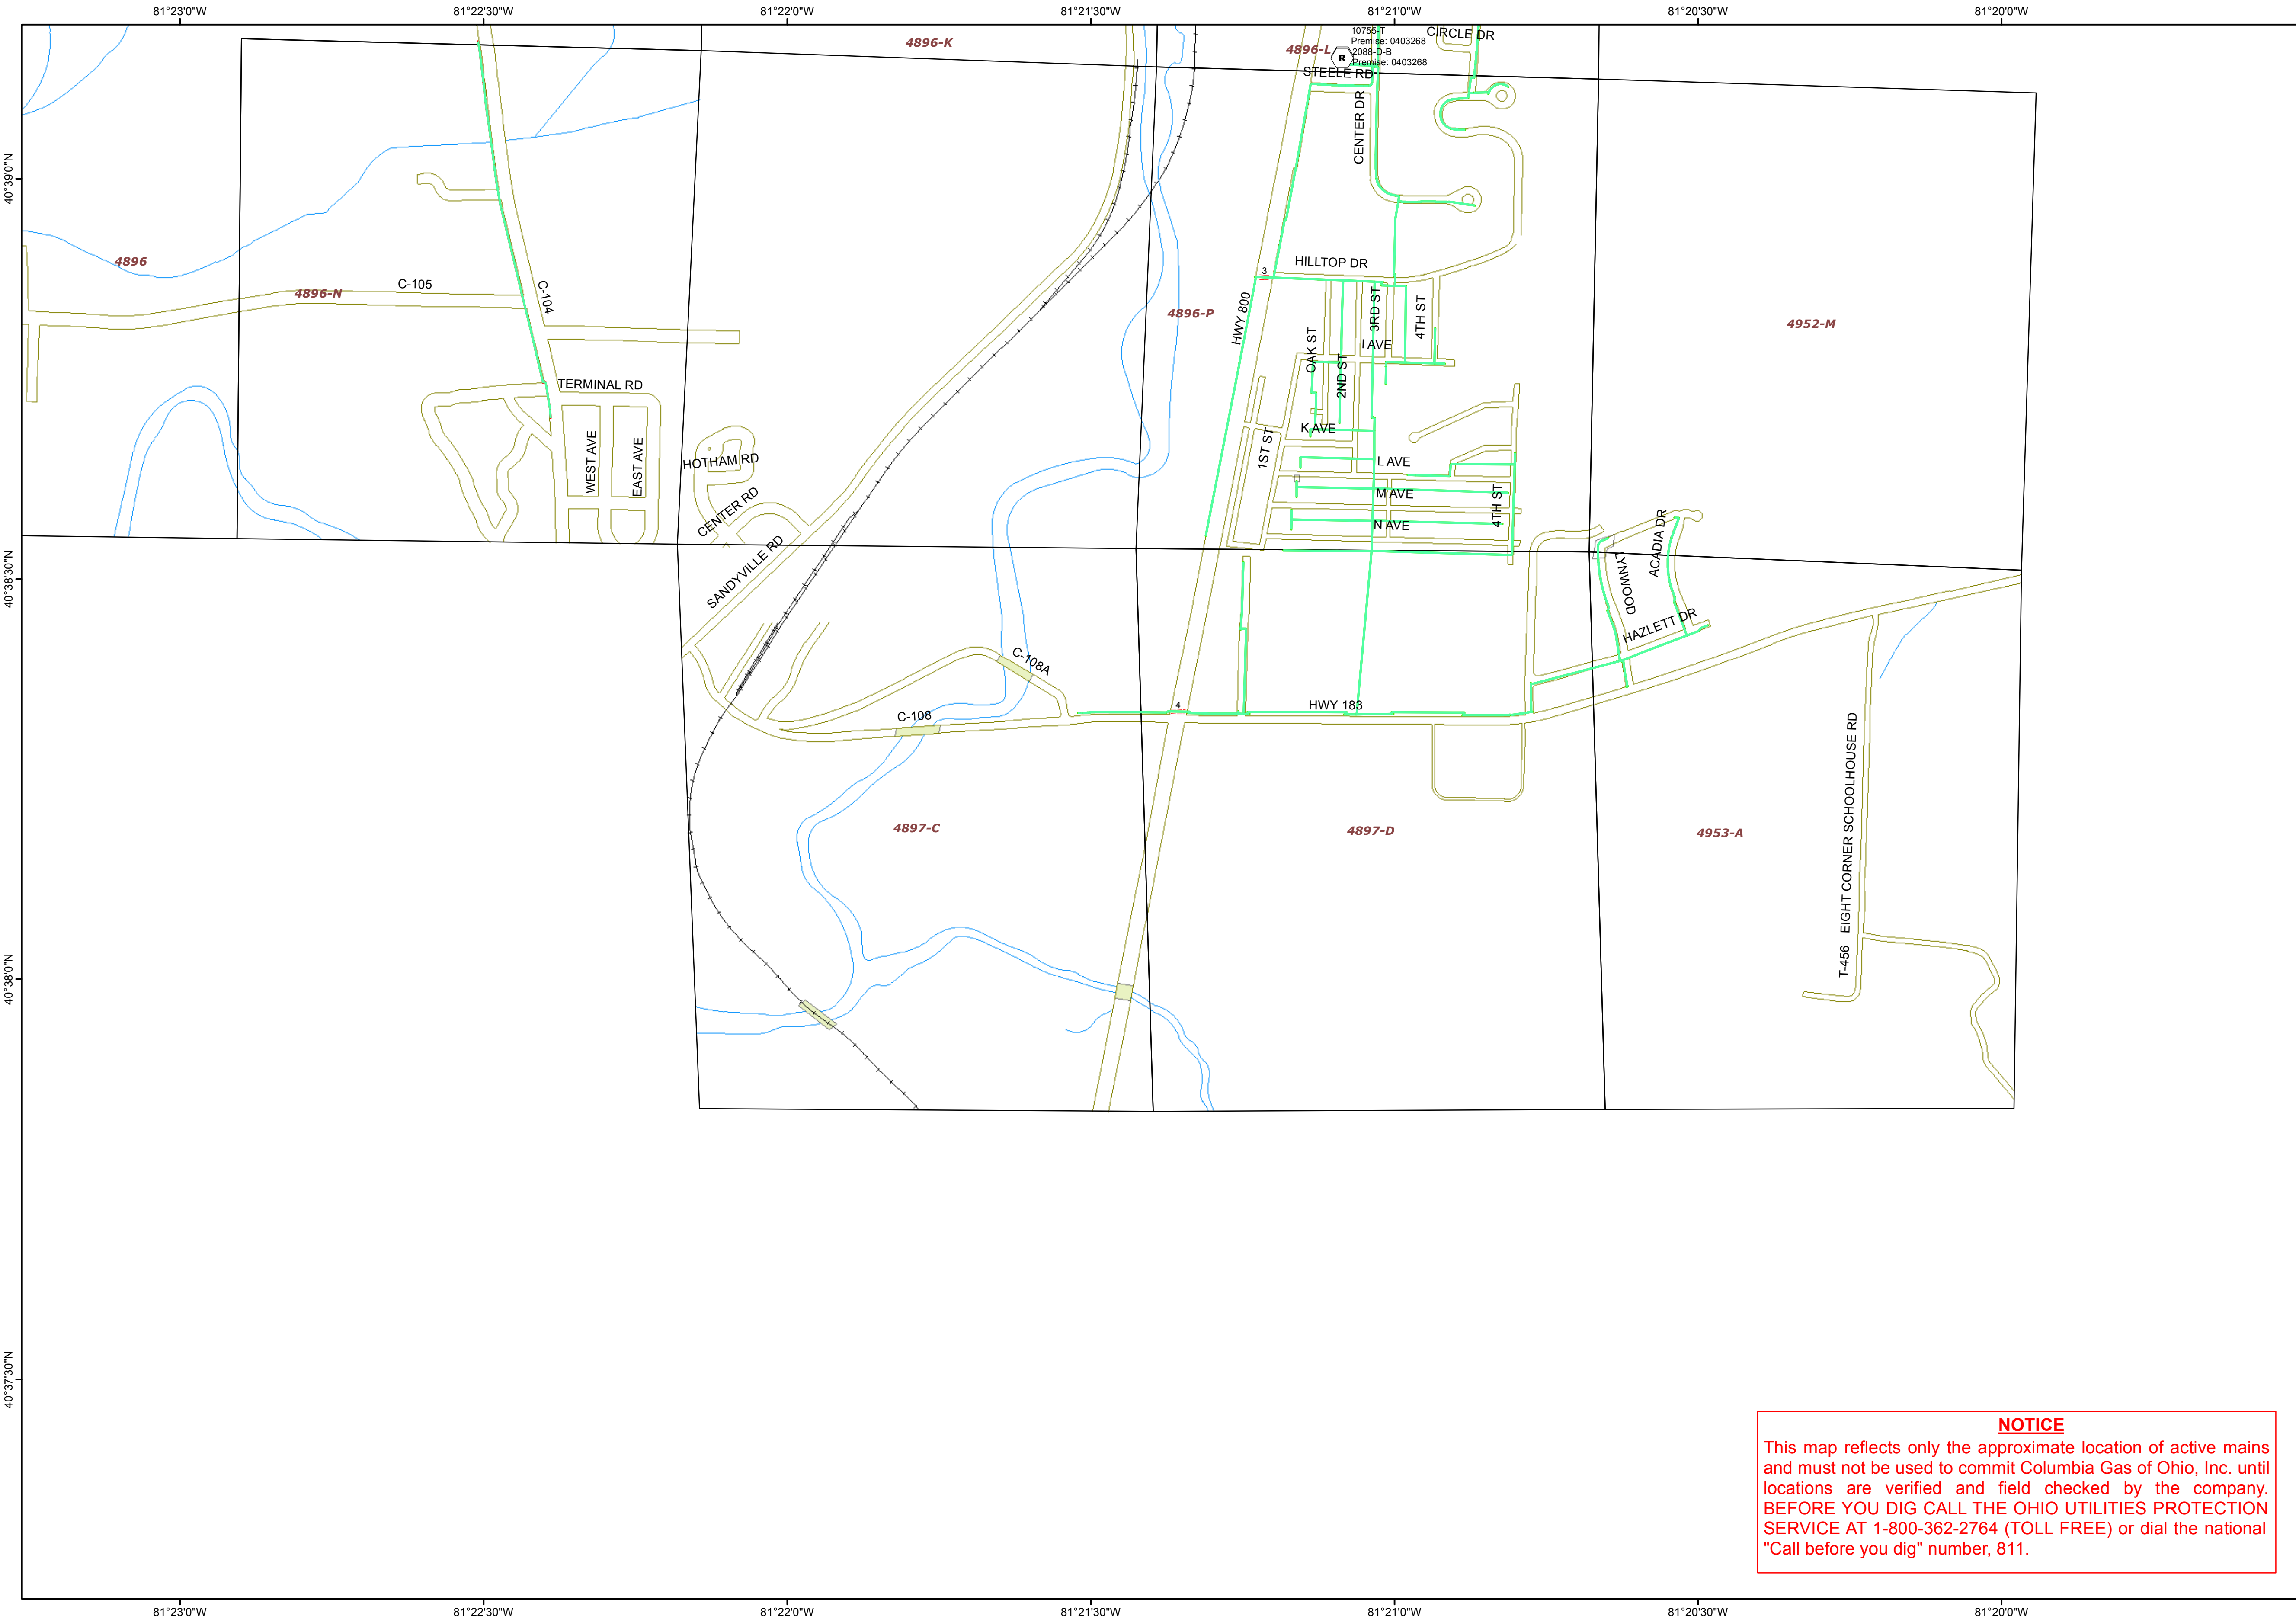 81°23'0"W
81°22'30"W
81°22'0"W
81°21'30"W
81°21'0"W
81°20'30"W
81°20'0"W
4896-K
4896-L
10755-T
Premise: 0403268
2088-D-B
Premise: 0403268
R
CIRCLE DR
STEELE RD
CENTER DR
40°39'0"N
4896
4896-N
C-105
C-104
4896-P
HWY 800
3
HILLTOP DR
OAK ST
2ND ST
3RD ST
4TH ST
I AVE
4952-M
TERMINAL RD
WEST AVE
EAST AVE
HOTHAM RD
CENTER RD
SANDYVILLE RD
1ST ST
K AVE
L AVE
M AVE
N AVE
4TH ST
ACADIA DR
LYNWOOD
HAZLETT DR
40°38'30"N
C-108A
C-108
4
HWY 183
4897-C
4897-D
4953-A
T-456 EIGHT CORNER SCHOOLHOUSE RD
40°38'0"N
40°37'30"N
NOTICE
This map reflects only the approximate location of active mains
and must not be used to commit Columbia Gas of Ohio, Inc. until
locations are verified and field checked by the company.
BEFORE YOU DIG CALL THE OHIO UTILITIES PROTECTION
SERVICE AT 1-800-362-2764 (TOLL FREE) or dial the national
"Call before you dig" number, 811.
81°23'0"W
81°22'30"W
81°22'0"W
81°21'30"W
81°21'0"W
81°20'30"W
81°20'0"W